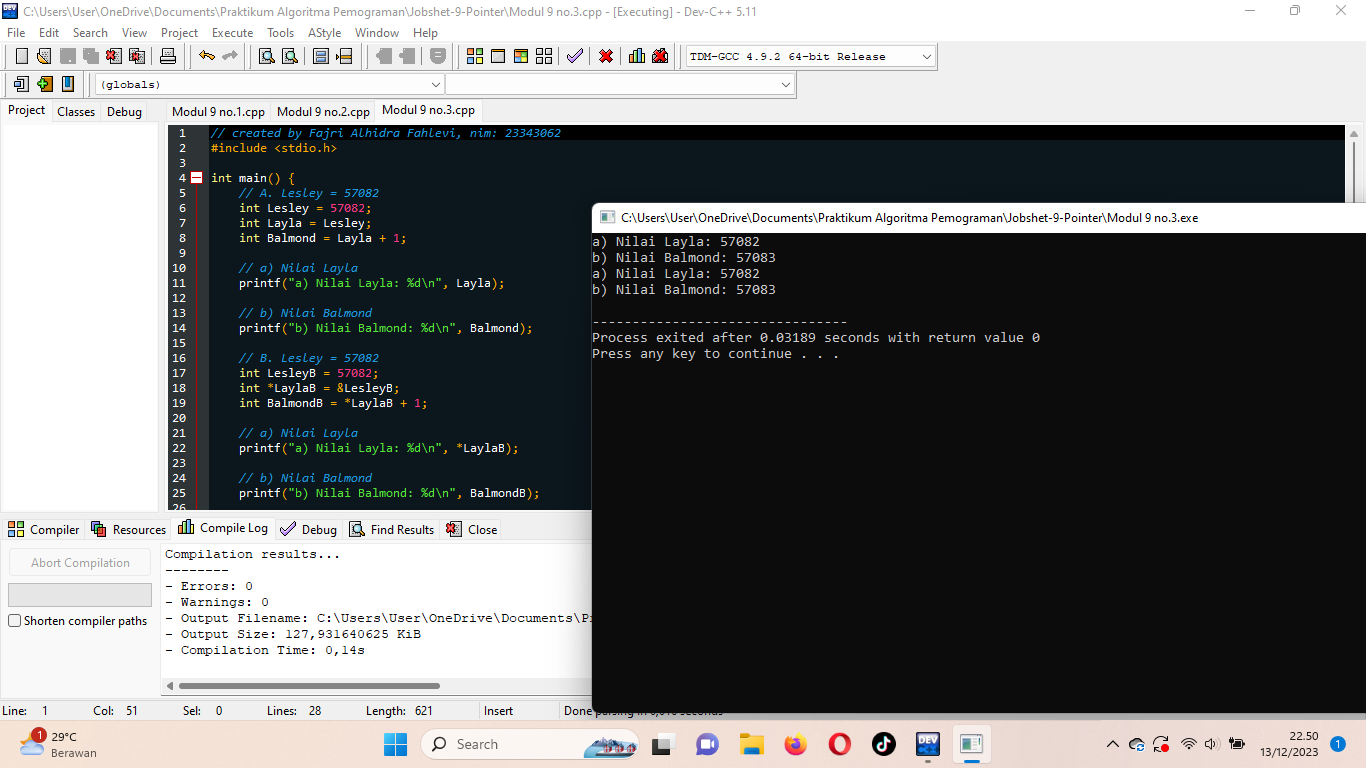 C:\Users\User\OneDrive\Documents\Praktikum Algoritma Pemograman\Jobshet-9-Pointer\Modul 9 no.3.cpp - [Executing] - Dev-C++ 5.11
File Edit Search View Project Execute Tools AStyle Window Help
TDM-GCC 4.9.2 64-bit Release
(globals)
Project Classes Debug
Modul 9 no.1.cpp Modul 9 no.2.cpp Modul 9 no.3.cpp
1 // created by Fajri Alhidra Fahlevi, nim: 23343062
2 #include <stdio.h>
3
4 int main() {
5 // A. Lesley = 57082
6 int Lesley = 57082;
7 int Layla = Lesley;
8 int Balmond = Layla + 1;
9
10 // a) Nilai Layla
11 printf("a) Nilai Layla: %d\n", Layla);
12
13 // b) Nilai Balmond
14 printf("b) Nilai Balmond: %d\n", Balmond);
15
16 // B. Lesley = 57082
17 int LesleyB = 57082;
18 int *LaylaB = &LesleyB;
19 int BalmondB = *LaylaB + 1;
20
21 // a) Nilai Layla
22 printf("a) Nilai Layla: %d\n", *LaylaB);
23
24 // b) Nilai Balmond
25 printf("b) Nilai Balmond: %d\n", BalmondB);
26
C:\Users\User\OneDrive\Documents\Praktikum Algoritma Pemograman\Jobshet-9-Pointer\Modul 9 no.3.exe
a) Nilai Layla: 57082
b) Nilai Balmond: 57083
a) Nilai Layla: 57082
b) Nilai Balmond: 57083
--------------------------------
Process exited after 0.03189 seconds with return value 0
Press any key to continue . . .
Compiler Resources Compile Log Debug Find Results Close
Abort Compilation
Shorten compiler paths
Compilation results...
--------
- Errors: 0
- Warnings: 0
- Output Filename: C:\Users\User\OneDrive\Documents\P
- Output Size: 127,931640625 KiB
- Compilation Time: 0,14s
Line: 1 Col: 51 Sel: 0 Lines: 28 Length: 621 Insert Done parsing in seconds
1
29°C
Berawan
Search
DEV
22.50
13/12/2023
1